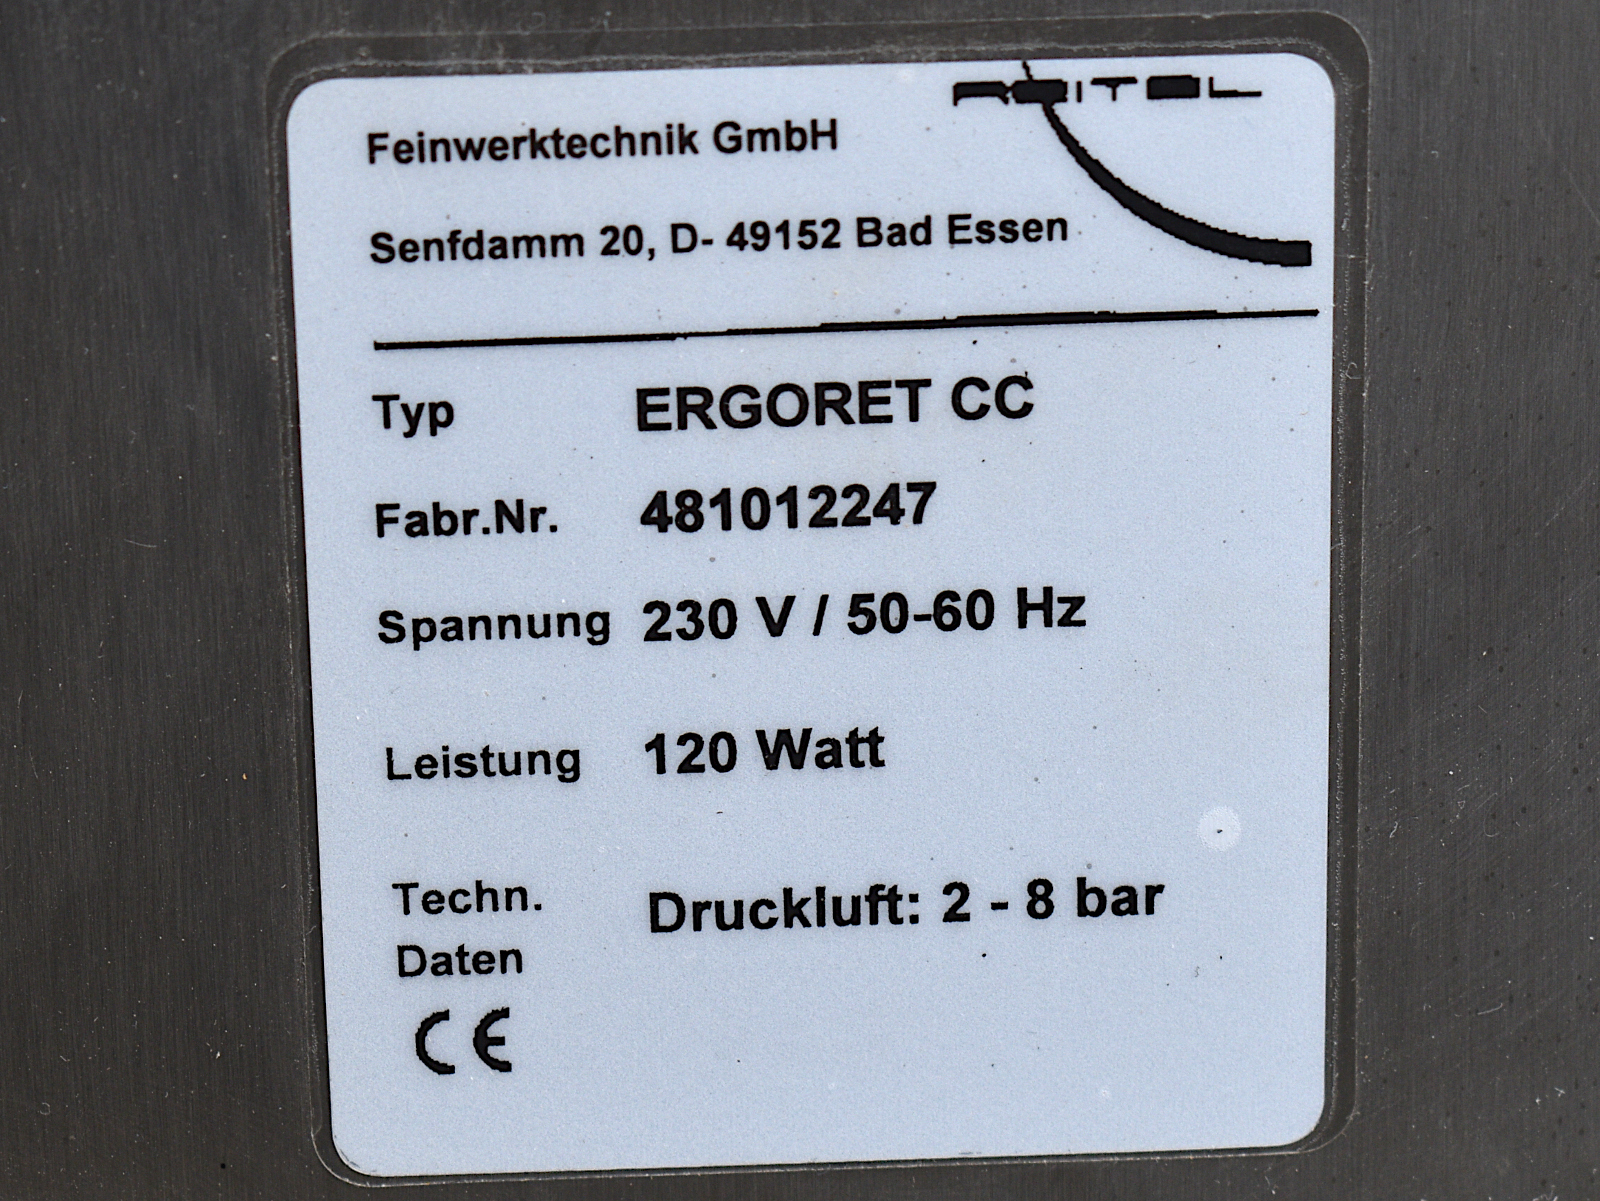 REITEL
Feinwerktechnik GmbH
Senfdamm 20, D- 49152 Bad Essen
Typ ERGORET CC
Fabr.Nr. 481012247
Spannung 230 V / 50-60 Hz
Leistung 120 Watt
Techn. Druckluft: 2 - 8 bar
Daten
CE